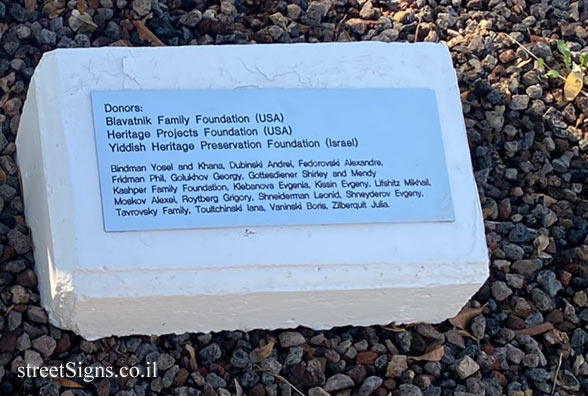 Donors:
Blavatnik Family Foundation (USA)
Heritage Projects Foundation (USA)
Yiddish Heritage Preservation Foundation (Israel)
Bindman Yosel and Khana, Dubinski Andrei, Fedorovski Alexandre,
Fridman Phil, Golukhov Georgy, Gottesdiener Shirley and Mendy
Kashper Family Foundation, Klebanova Evgenia, Kissin Evgeny, Lifshitz Mikhail,
Moskov Alexei, Roytberg Grigory, Shneiderman Leonid, Shneyderov Evgeny,
Tavrovsky Family, Toultchinski Iana, Vaninski Boris, Zilberquit Julia.
streetSigns.co.il